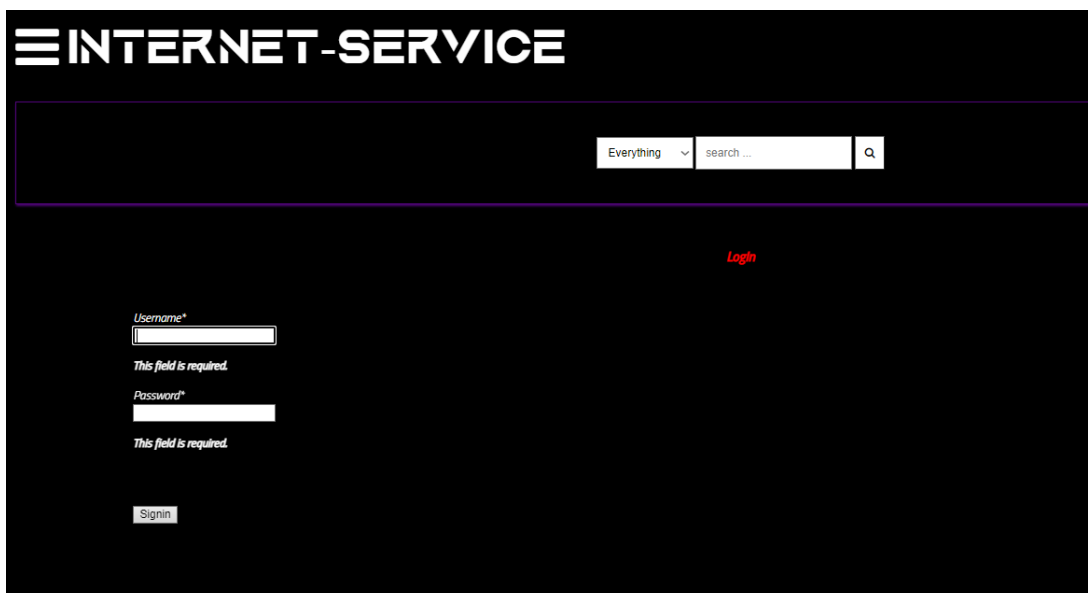 INTERNET-SERVICE
Everything search ...
Login
Username*
This field is required.
Password*
This field is required.
Signin